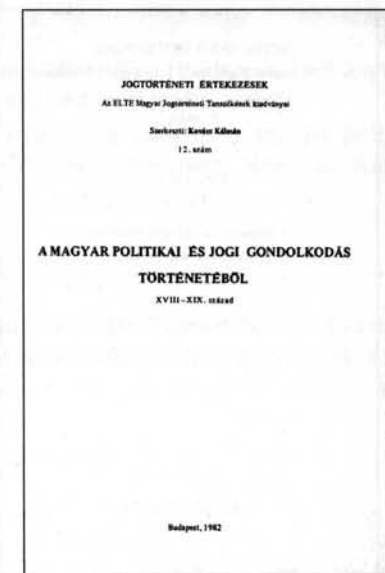 JOGTÖRTÉNETI ÉRTEKEZÉSEK
Az ELTE Magyar Jogtörténeti Tanszékének kiadványai
Szerkeszti: Kovács Kálmán
12. szám
A MAGYAR POLITIKAI ÉS JOGI GONDOLKODÁS
TÖRTÉNETÉBŐL
XVIII–XIX. század
Budapest, 1982